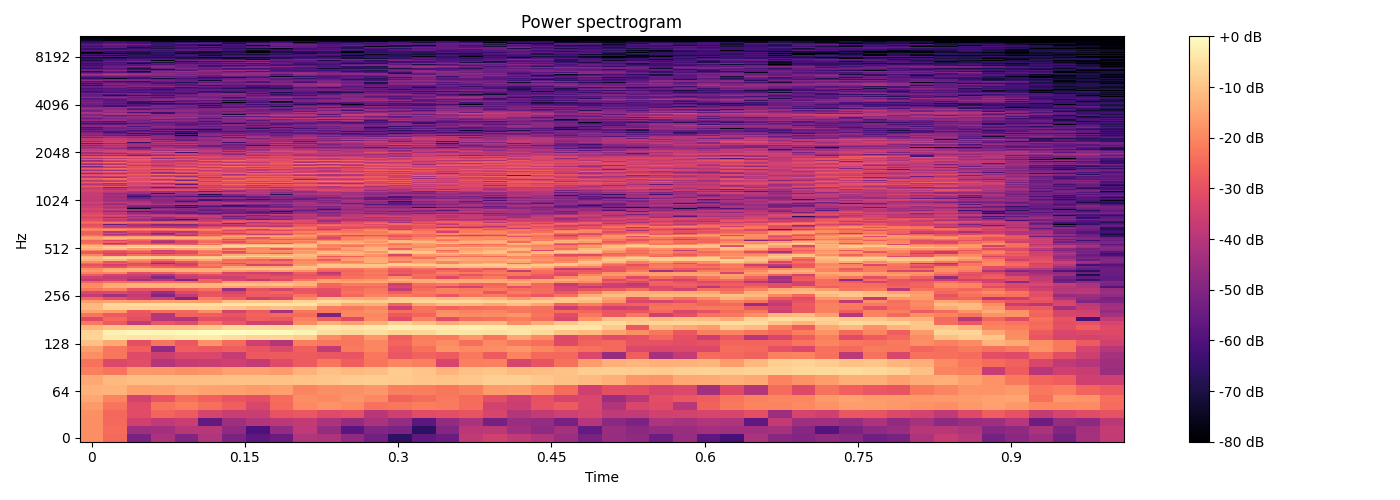 Power spectrogram
Hz
8192
4096
2048
1024
512
256
128
64
0
0 0.15 0.3 0.45 0.6 0.75 0.9
Time
+0 dB
-10 dB
-20 dB
-30 dB
-40 dB
-50 dB
-60 dB
-70 dB
-80 dB